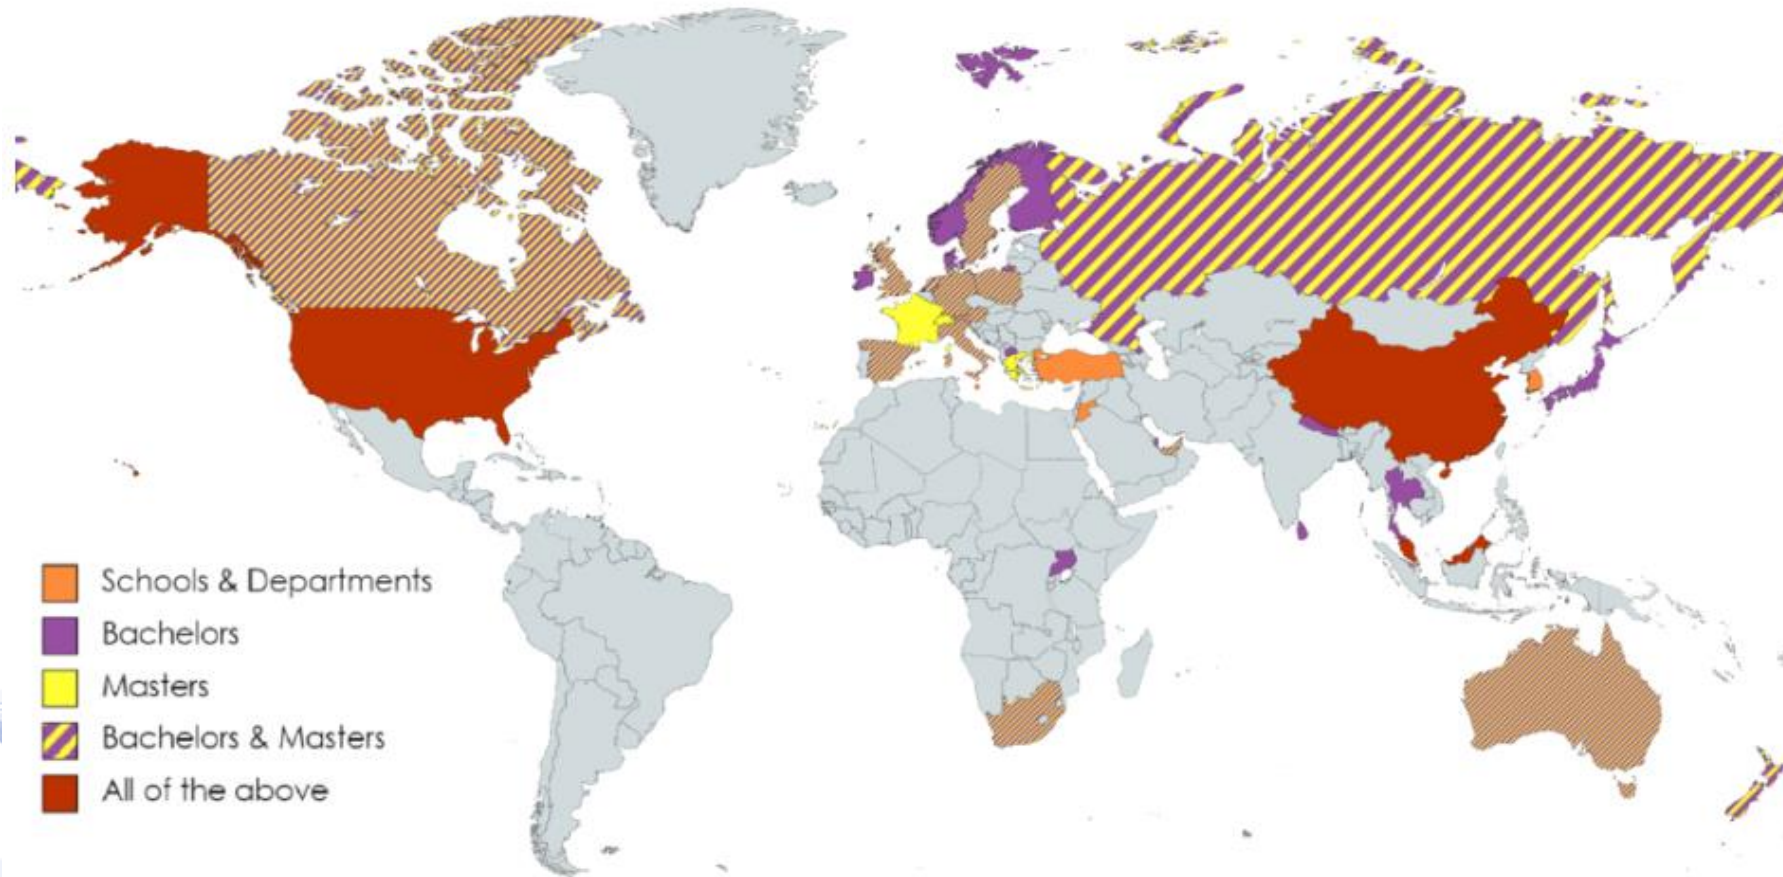 Schools & Departments
Bachelors
Masters
Bachelors & Masters
All of the above